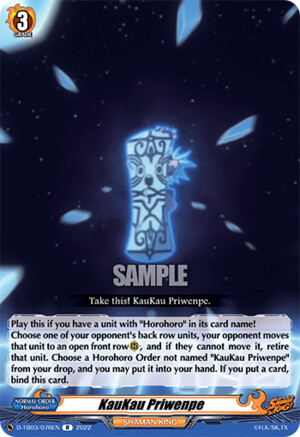 3
GRADE
SAMPLE
Take this! KauKau Priwenpe.
Play this if you have a unit with "Horohoro" in its card name!
Choose one of your opponent's back row units, your opponent moves
that unit to an open front row, and if they cannot move it, retire
that unit. Choose a Horohoro Order not named "KauKau Priwenpe"
from your drop, and you may put it into your hand. If you put a card,
bind this card.
KauKau Priwenpe
NORMAL ORDER
Horohoro
SHAMAN KING
SHAMAN KING
D-TB03/076EN R 2022